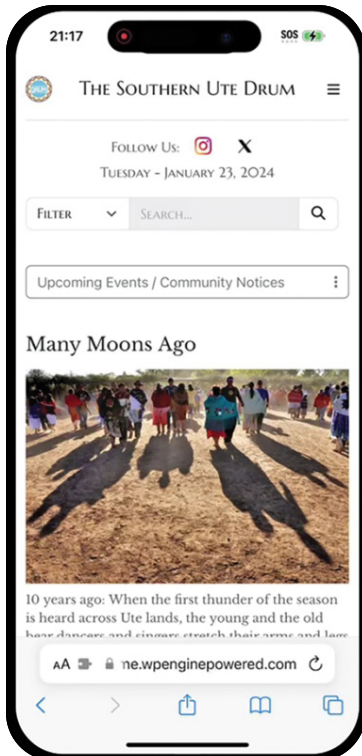 21:17
SOS
THE SOUTHERN UTE DRUM
FOLLOW US:
TUESDAY - JANUARY 23, 2024
FILTER
SEARCH...
Upcoming Events / Community Notices
Many Moons Ago
10 years ago: When the first thunder of the season
is heard across Ute lands, the young and the old
bear dancers and singers stretch their arms and legs
AA
ne.wpenginepowered.com